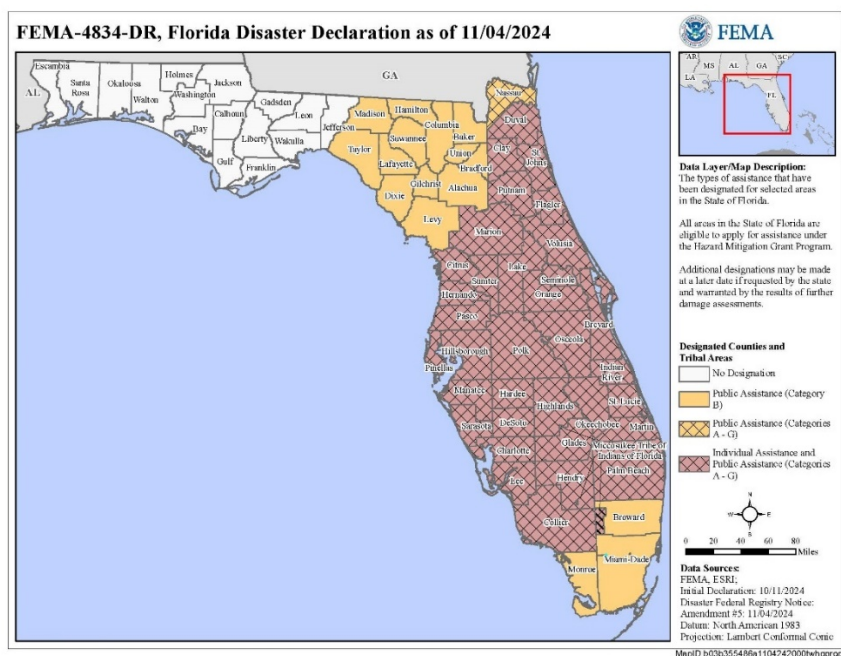 FEMA-4834-DR, Florida Disaster Declaration as of 11/04/2024
FEMA
AR
MS
AL
GA
SC
LA
FL
GA
AL
Escambia
Santa
Rosa
Okaloosa
Walton
Holmes
Washington
Jackson
Bay
Calhoun
Gulf
Gadsden
Liberty
Franklin
Leon
Wakulla
Jefferson
Madison
Taylor
Hamilton
Suwannee
Lafayette
Dixie
Columbia
Gilchrist
Levy
Baker
Union
Bradford
Alachua
Nassau
Duval
Clay
St.
Johns
Putnam
Flagler
Marion
Volusia
Citrus
Sumter
Lake
Seminole
Hernando
Orange
Pasco
Brevard
Osceola
Hillsborough
Polk
Pinellas
Indian
River
Manatee
Hardee
Highlands
St. Lucie
Okeechobee
Sarasota
DeSoto
Martin
Charlotte
Glades
Miccosukee Tribe of
Indians of Florida
Lee
Hendry
Palm Beach
Collier
Broward
Monroe
Miami-Dade
Data Layer/Map Description:
The types of assistance that have
been designated for selected areas
in the State of Florida.
All areas in the State of Florida are
eligible to apply for assistance under
the Hazard Mitigation Grant Program.
Additional designations may be made
at a later date if requested by the state
and warranted by the results of further
damage assessments.
Designated Counties and
Tribal Areas
No Designation
Public Assistance (Category
B)
Public Assistance (Categories
A - G)
Individual Assistance and
Public Assistance (Categories
A - G)
N
W
E
S
0 20 40 60 80
Miles
Data Sources:
FEMA, ESRI;
Initial Declaration: 10/11/2024
Disaster Federal Registry Notice:
Amendment #5: 11/04/2024
Datum: North American 1983
Projection: Lambert Conformal Conic
MapID b03b355486a1104242000twhqprod